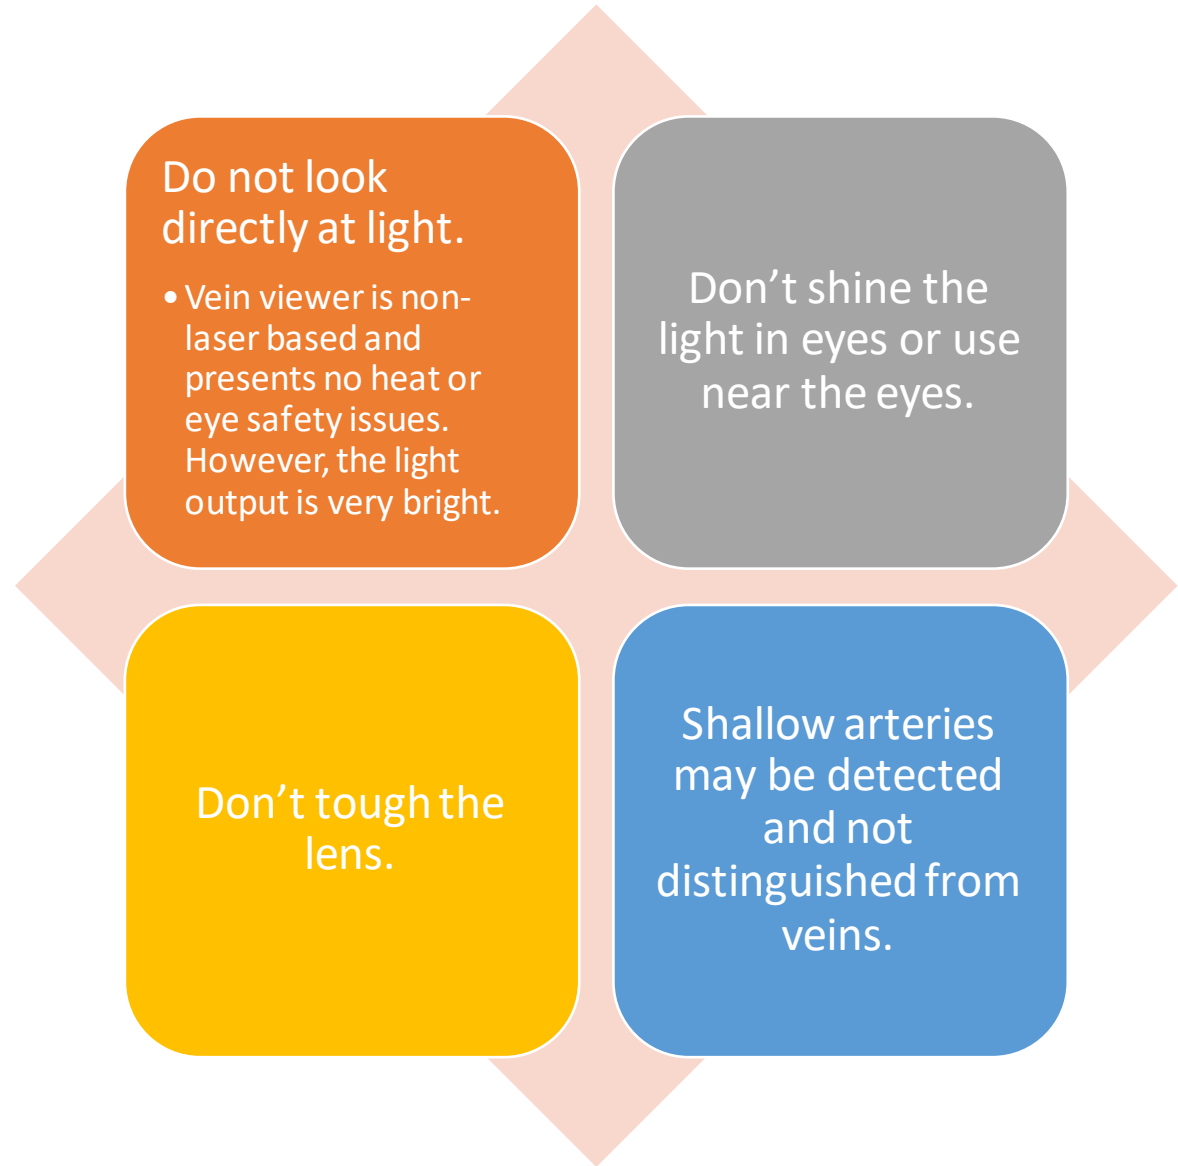 Do not look
directly at light.
• Vein viewer is non-
laser based and
presents no heat or
eye safety issues.
However, the light
output is very bright.
Don’t shine the
light in eyes or use
near the eyes.
Don’t tough the
lens.
Shallow arteries
may be detected
and not
distinguished from
veins.